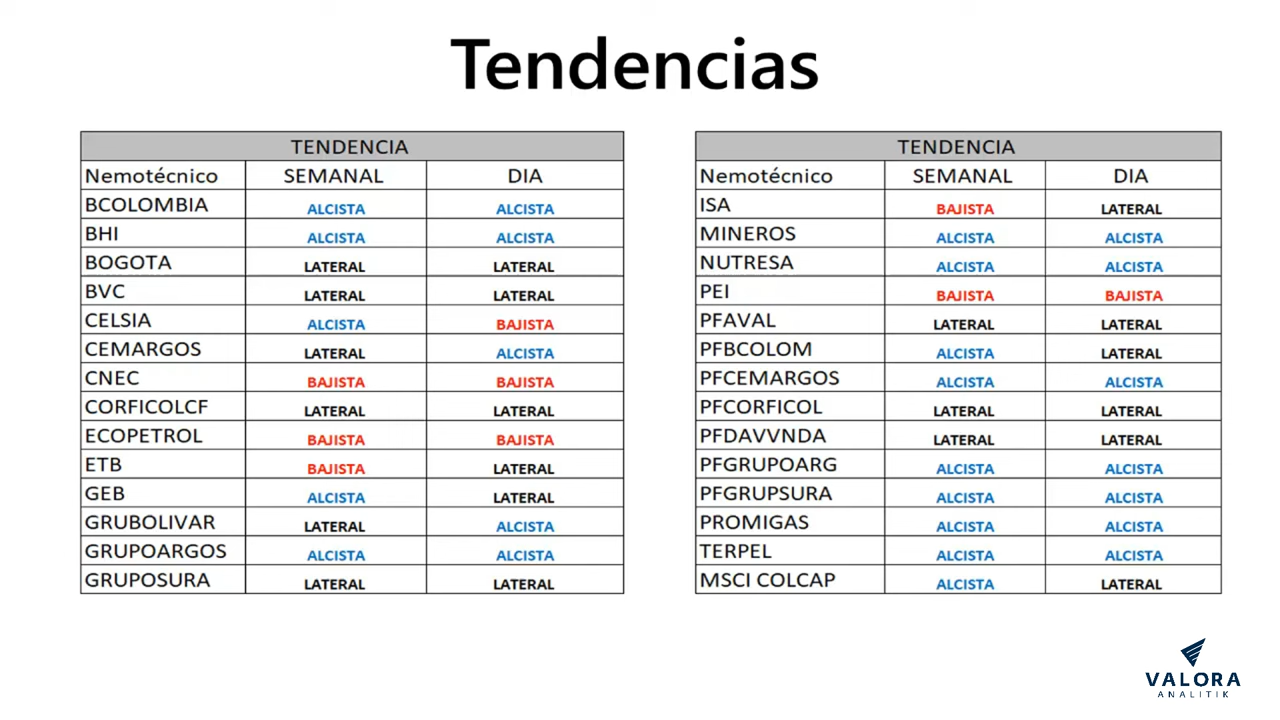 Tendencias
TENDENCIA
Nemotécnico SEMANAL DIA
BCOLOMBIA ALCISTA ALCISTA
BHI ALCISTA ALCISTA
BOGOTA LATERAL LATERAL
BVC LATERAL LATERAL
CELSIA ALCISTA BAJISTA
CEMARGOS LATERAL ALCISTA
CNEC BAJISTA BAJISTA
CORFICOLCF LATERAL LATERAL
ECOPETROL BAJISTA BAJISTA
ETB BAJISTA LATERAL
GEB ALCISTA LATERAL
GRUBOLIVAR LATERAL ALCISTA
GRUPOARGOS ALCISTA ALCISTA
GRUPOSURA LATERAL LATERAL
TENDENCIA
Nemotécnico SEMANAL DIA
ISA BAJISTA LATERAL
MINEROS ALCISTA ALCISTA
NUTRESA ALCISTA ALCISTA
PEI BAJISTA BAJISTA
PFAVAL LATERAL LATERAL
PFBCOLOM ALCISTA LATERAL
PFCEMARGOS ALCISTA ALCISTA
PFCORFICOL LATERAL LATERAL
PFDAVVNDA LATERAL LATERAL
PFGRUPOARG ALCISTA ALCISTA
PFGRUPSURA ALCISTA ALCISTA
PROMIGAS ALCISTA ALCISTA
TERPEL ALCISTA ALCISTA
MSCI COLCAP ALCISTA LATERAL
VALORA
ANALITIK